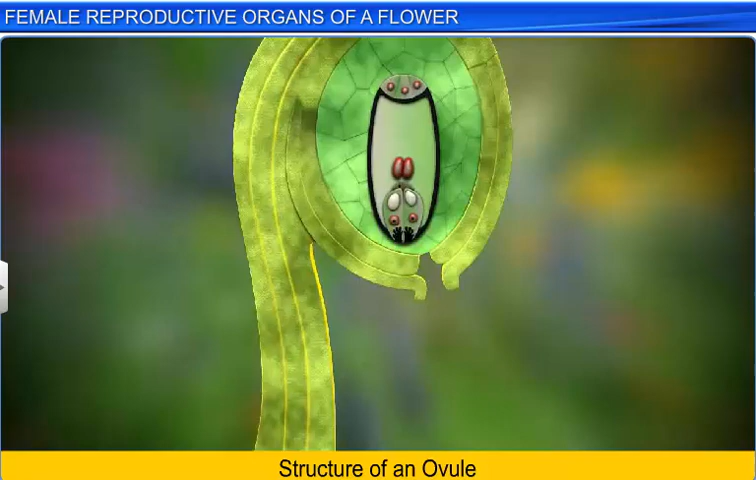 FEMALE REPRODUCTIVE ORGANS OF A FLOWER
Structure of an Ovule